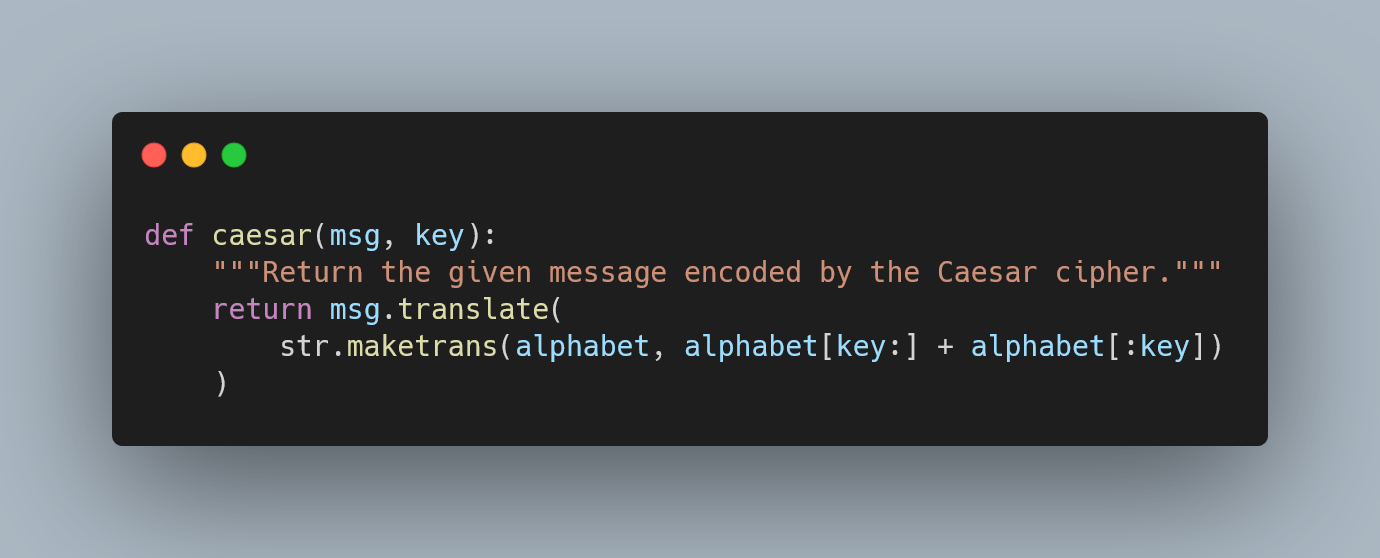 def caesar(msg, key):
    """Return the given message encoded by the Caesar cipher."""
    return msg.translate(
        str.maketrans(alphabet, alphabet[key:] + alphabet[:key])
    )